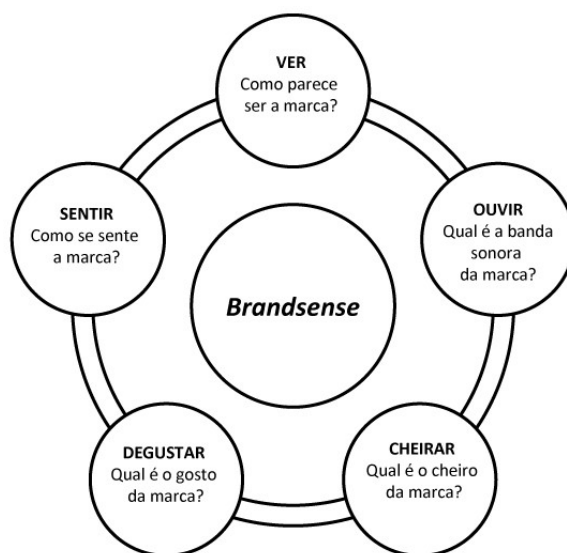 VER
Como parece
ser a marca?
OUVIR
Qual é a banda
sonora
da marca?
SENTIR
Como se sente
a marca?
Brandsense
DEGUSTAR
Qual é o gosto
da marca?
CHEIRAR
Qual é o cheiro
da marca?